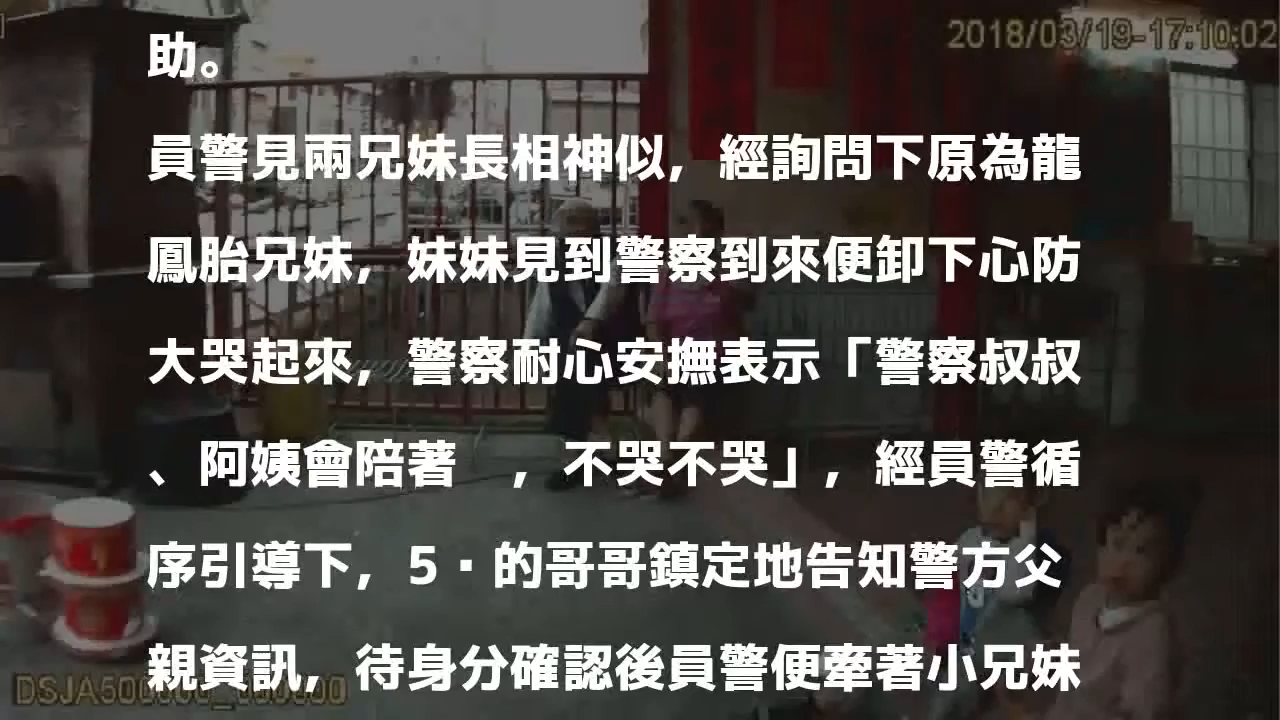 2018/03/19-17:10:02
助。
員警見兩兄妹長相神似，經詢問下原為龍
鳳胎兄妹，妹妹見到警察到來便卸下心防
大哭起來，警察耐心安撫表示「警察叔叔
、阿姨會陪著　，不哭不哭」，經員警循
序引導下，5▪的哥哥鎮定地告知警方父
親資訊，待身分確認後員警便牽著小兄妹